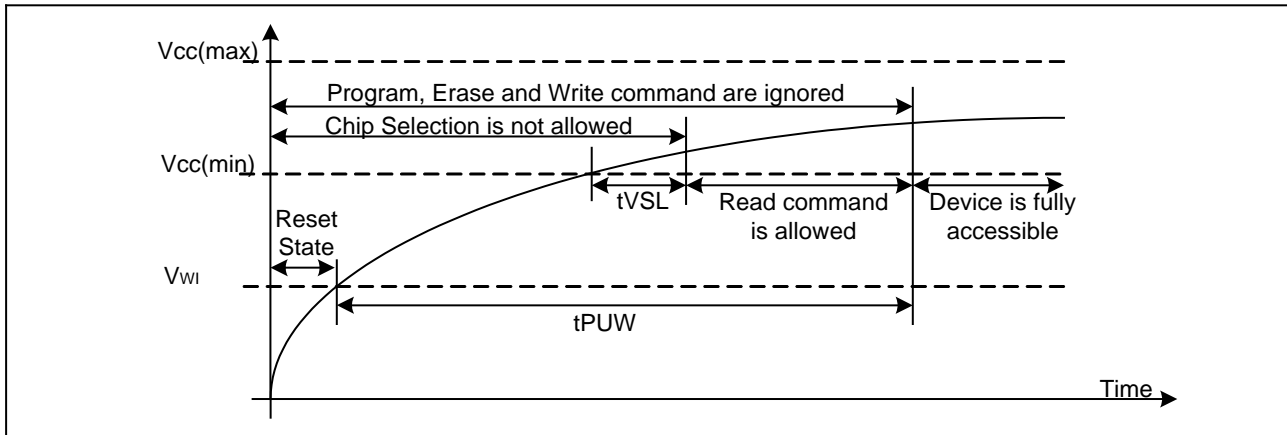 Vcc(max)
Program, Erase and Write command are ignored
Chip Selection is not allowed
Vcc(min)
tVSL
Read command
is allowed
Device is fully
accessible
Reset
State
VWI
tPUW
Time